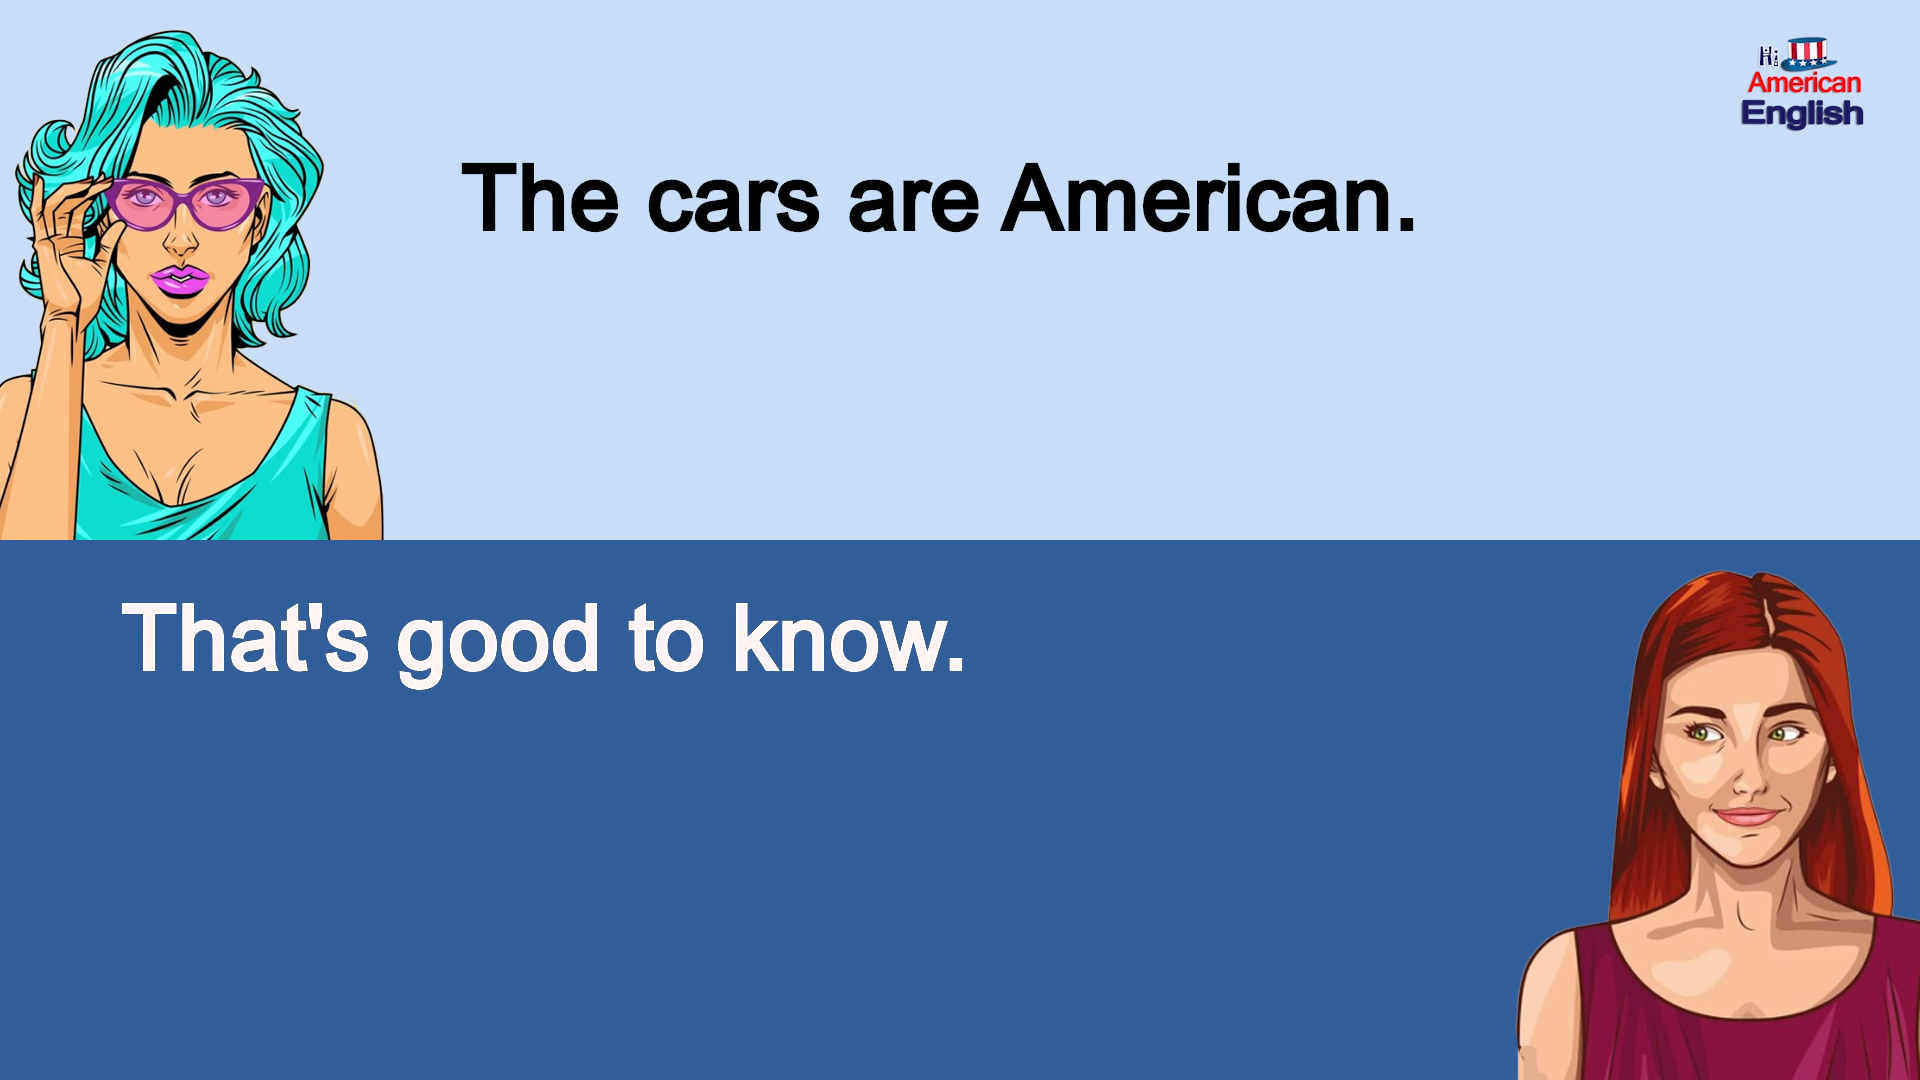 Hi
American
English
The cars are American.
That's good to know.